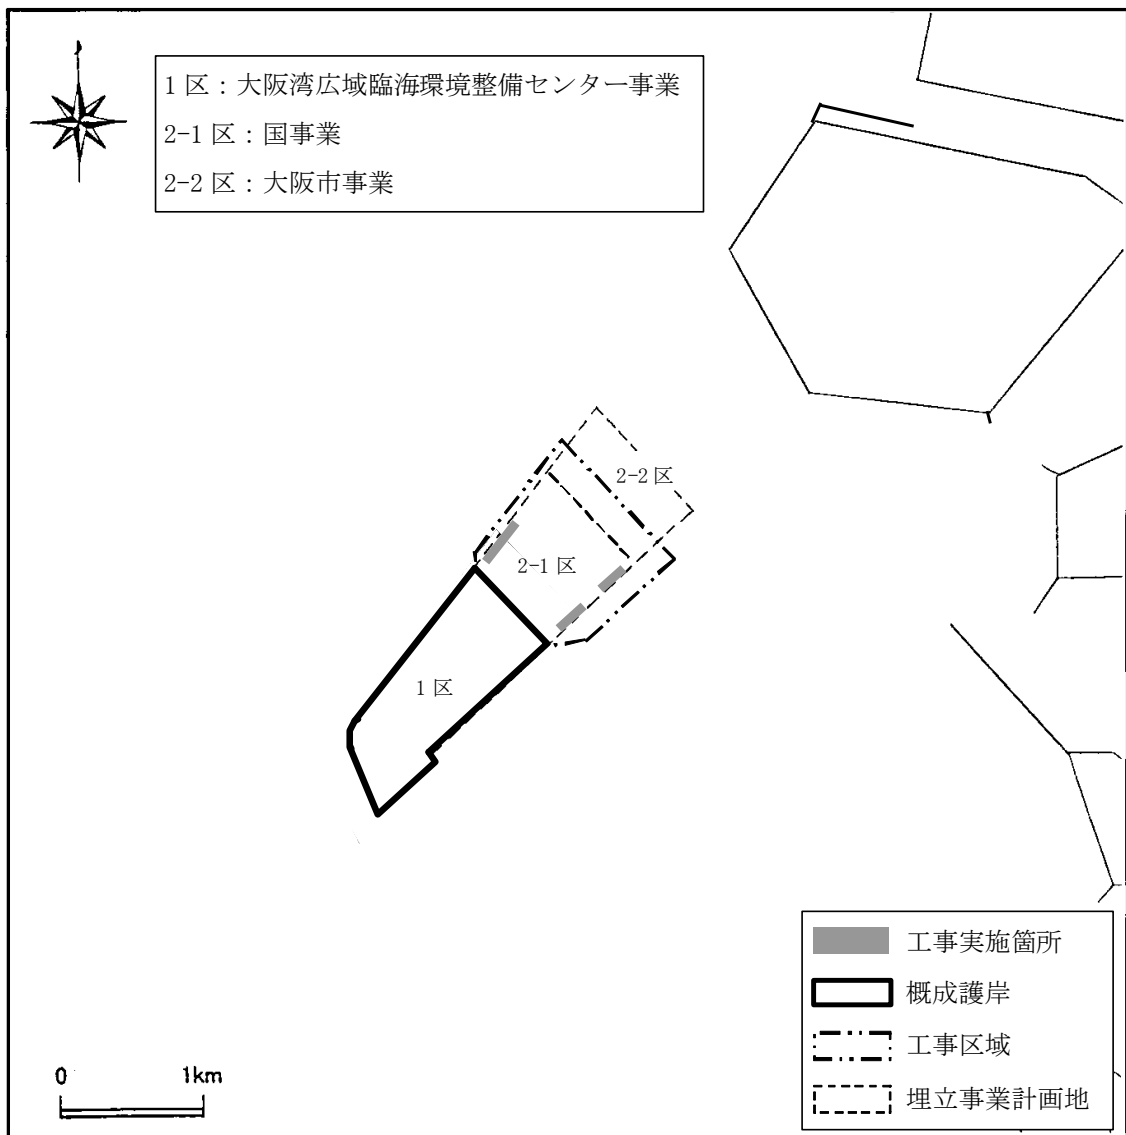 1 区：大阪湾広域臨海環境整備センター事業
2-1 区：国事業
2-2 区：大阪市事業
2-2 区
2-1 区
1 区
工事実施箇所
概成護岸
工事区域
埋立事業計画地
0 1km